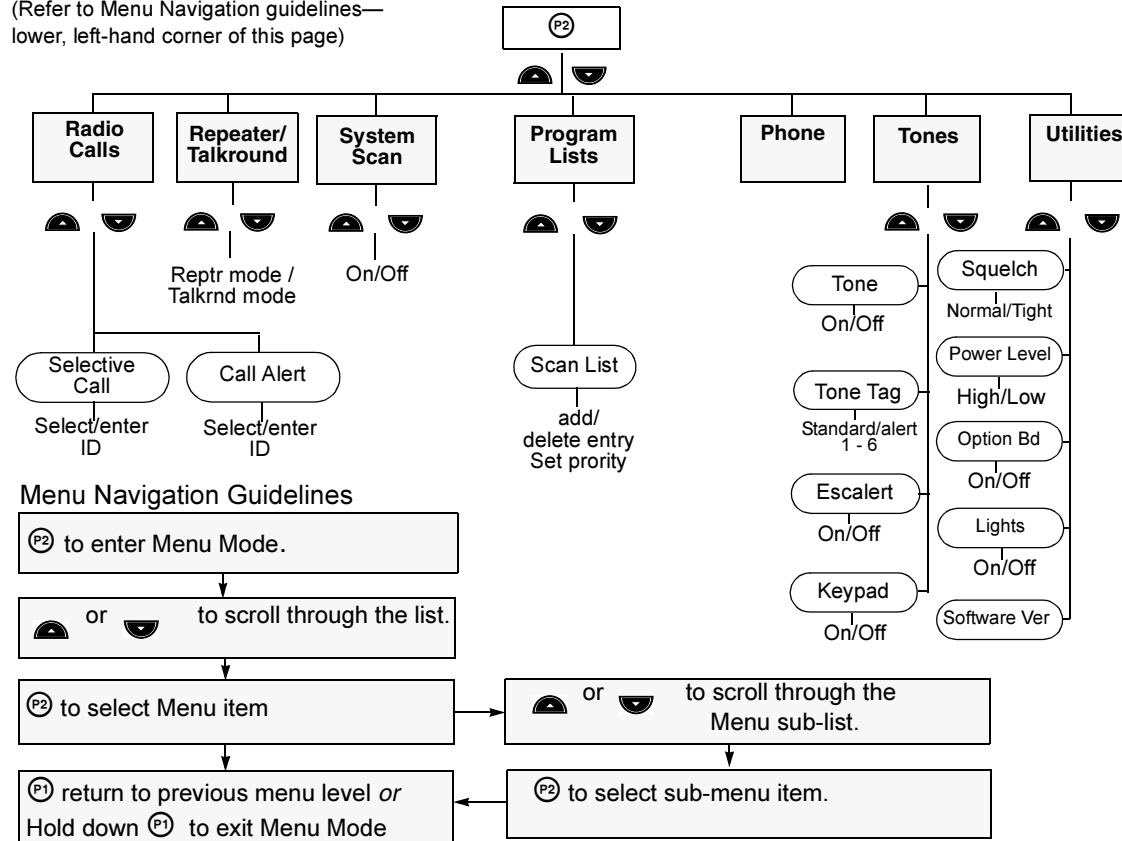 (Refer to Menu Navigation guidelines—
lower, left-hand corner of this page)
P2
Radio
Calls
Repeater/
Talkround
System
Scan
Program
Lists
Phone
Tones
Utilities
Reptr mode /
Talkrnd mode
On/Off
Selective
Call
Select/enter
ID
Call Alert
Select/enter
ID
Scan List
add/
delete entry
Set prority
Tone
On/Off
Tone Tag
Standard/alert
1 - 6
Escalert
On/Off
Keypad
On/Off
Squelch
Normal/Tight
Power Level
High/Low
Option Bd
On/Off
Lights
On/Off
Software Ver
Menu Navigation Guidelines
P2 to enter Menu Mode.
or to scroll through the list.
P2 to select Menu item
or to scroll through the
Menu sub-list.
P2 to select sub-menu item.
P1 return to previous menu level or
Hold down P1 to exit Menu Mode